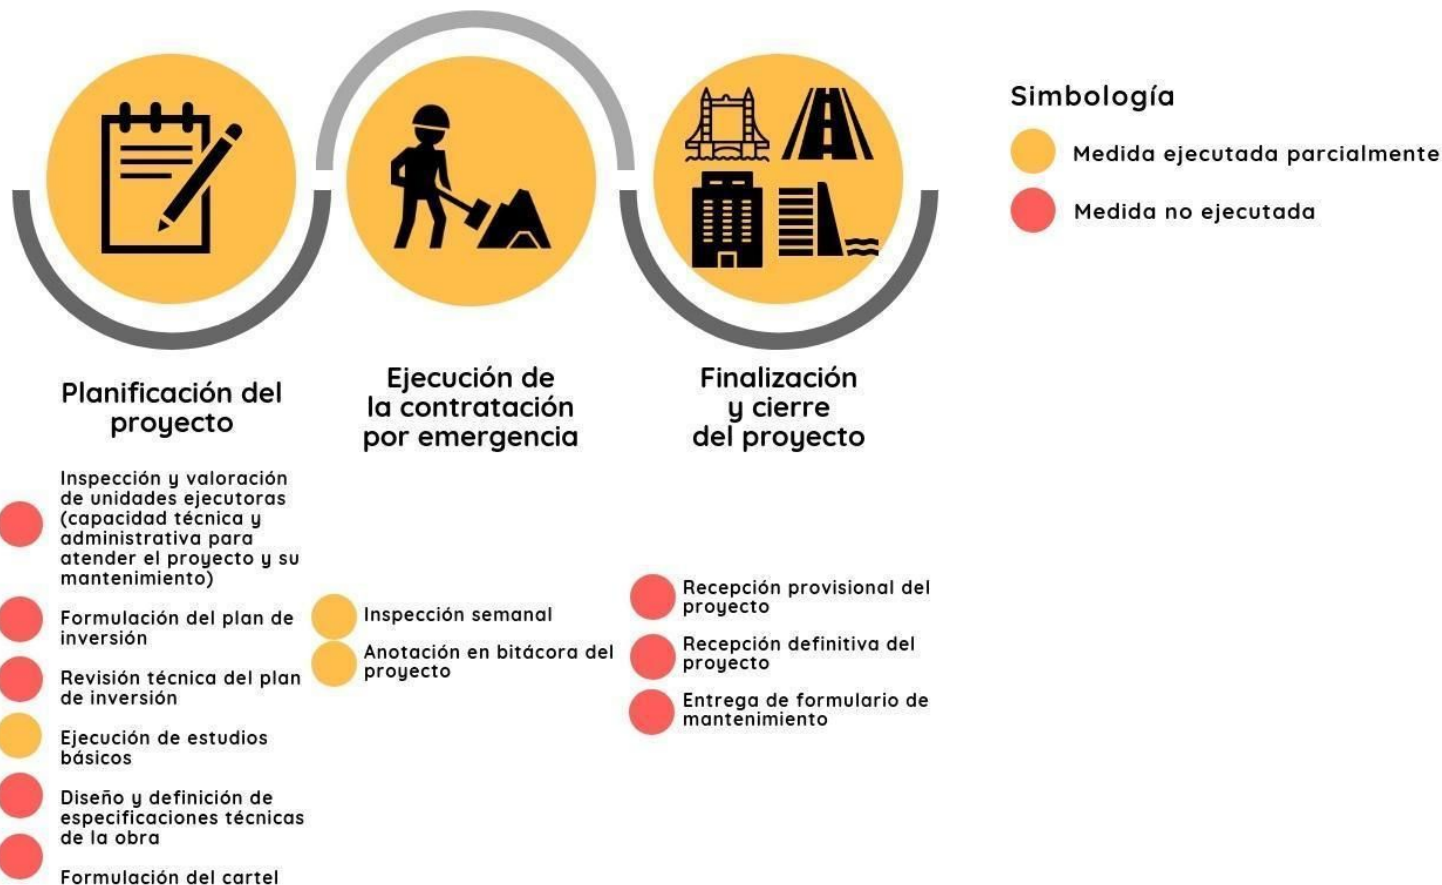 Simbología
Medida ejecutada parcialmente
Medida no ejecutada
Planificación del
proyecto
Inspección y valoración
de unidades ejecutoras
(capacidad técnica y
administrativa para
atender el proyecto y su
mantenimiento)
Formulación del plan de
inversión
Revisión técnica del plan
de inversión
Ejecución de estudios
básicos
Diseño y definición de
especificaciones técnicas
de la obra
Formulación del cartel
Ejecución de
la contratación
por emergencia
Inspección semanal
Anotación en bitácora del
proyecto
Finalización
y cierre
del proyecto
Recepción provisional del
proyecto
Recepción definitiva del
proyecto
Entrega de formulario de
mantenimiento